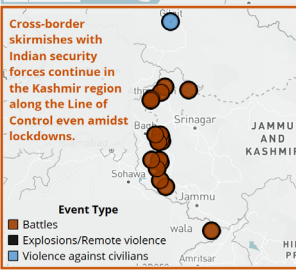 Cross-border
skirmishes with
Indian security
forces continue in
the Kashmir region
along the Line of
Control even amidst
lockdowns.
Srinagar
JAMMU
AND
KASHMIR
Sohawa
Jammu
Event Type
wala
Battles
Explosions/Remote violence
Violence against civilians
Amritsar